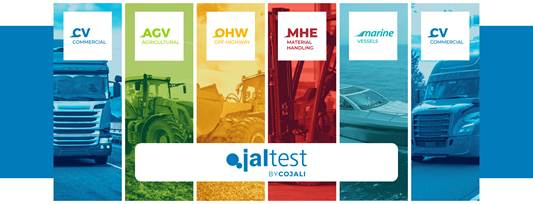 CV
COMMERCIAL
AGV
AGRICULTURAL
OHW
OFF-HIGHWAY
MHE
MATERIAL
HANDLING
marine
VESSELS
CV
COMMERCIAL
jaltest
BY COJALI